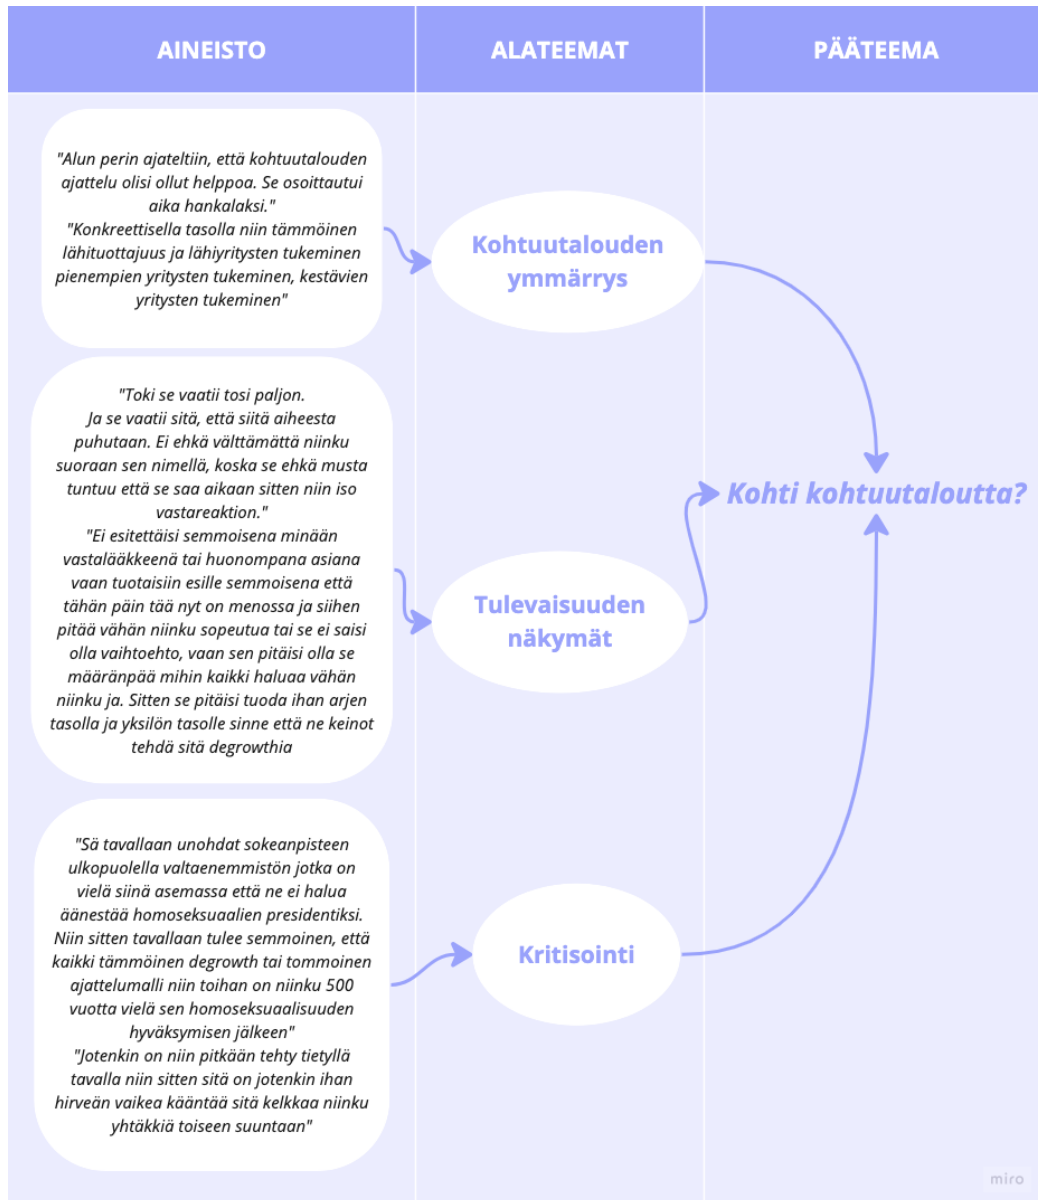 AINEISTO
ALATEEMAT
PÄÄTEEMA
"Alun perin ajateltiin, että kohtuutalouden
ajattelu olisi ollut helppoa. Se osoittautui
aika hankalaksi."
"Konkreettisella tasolla niin tämmöinen
lähituottajuus ja lähiyritysten tukeminen
pienempien yritysten tukeminen, kestävien
yritysten tukeminen"
Kohtuutalouden
ymmärrys
"Toki se vaatii tosi paljon.
Ja se vaatii sitä, että siitä aiheesta
puhutaan. Ei ehkä välttämättä niinku
suoraan sen nimellä, koska se ehkä musta
tuntuu että se saa aikaan sitten niin iso
vastareaktion."
"Ei esitettäisi semmoisena minään
vastalääkkeenä tai huonompana asiana
vaan tuotaisiin esille semmoisena että
tähän päin tää nyt on menossa ja siihen
pitää vähän niinku sopeutua tai se ei saisi
olla vaihtoehto, vaan sen pitäisi olla se
määränpää mihin kaikki haluaa vähän
niinku ja. Sitten se pitäisi tuoda ihan arjen
tasolla ja yksilön tasolle sinne että ne keinot
tehdä sitä degrowthia
Tulevaisuuden
näkymät
Kohti kohtuutaloutta?
"Sä tavallaan unohdat sokeanpisteen
ulkopuolella valtaenemmistön jotka on
vielä siinä asemassa että ne ei halua
äänestää homoseksuaalien presidentiksi.
Niin sitten tavallaan tulee semmoinen, että
kaikki tämmöinen degrowth tai tommoinen
ajattelumalli niin toihan on niinku 500
vuotta vielä sen homoseksuaalisuuden
hyväksymisen jälkeen"
"Jotenkin on niin pitkään tehty tietyllä
tavalla niin sitten sitä on jotenkin ihan
hirveän vaikea kääntää sitä kelkkaa niinku
yhtäkkiä toiseen suuntaan"
Kritisointi
miro